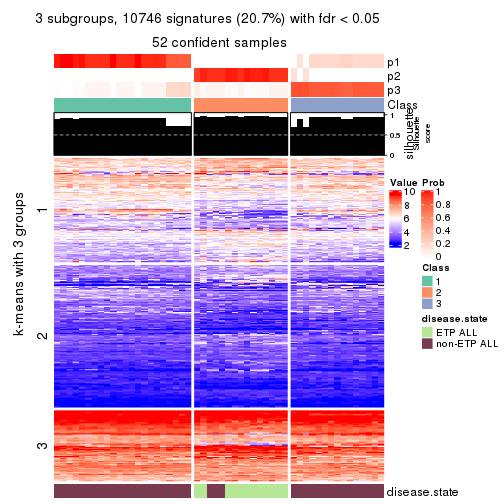 3 subgroups, 10746 signatures (20.7%) with fdr < 0.05
52 confident samples
p1
p2
p3
Class
silhouette
1
0.5
0
Silhouette
score
k-means with 3 groups
1
2
3
Value
10
8
6
4
2
Prob
1
0.8
0.6
0.4
0.2
0
Class
1
2
3
disease.state
ETP ALL
non-ETP ALL
disease.state